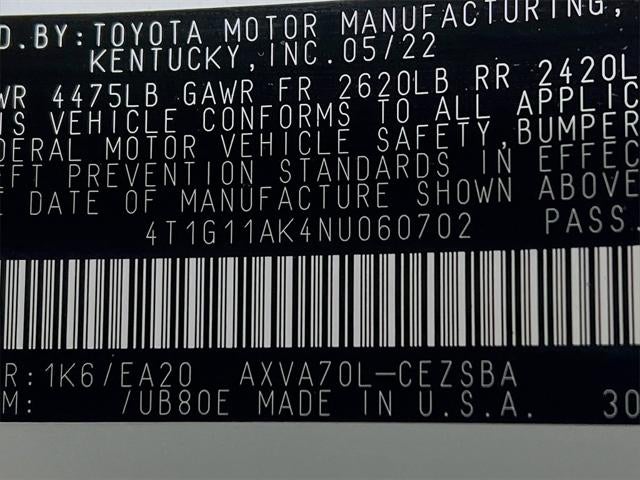 D.BY:TOYOTA MOTOR MANUFACTURING,
KENTUCKY,INC.05/22
WR 4475LB GAWR FR 2620LB RR 2420L
VEHICLE CONFORMS TO ALL APPLIC
DERAL MOTOR VEHICLE SAFETY,BUMPER
EFT PREVENTION STANDARDS IN EFFEC
E DATE OF MANUFACTURE SHOWN ABOVE
4T1G11AK4NU060702 PASS.
R:1K6/EA20 AXVA70L-CEZSBA
M: /UB80E MADE IN U.S.A. 30